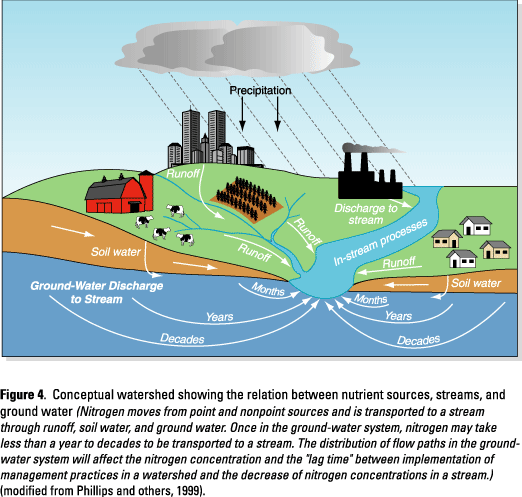 Precipitation
Runoff
Discharge to
stream
Runoff
In-stream processes
Runoff
Runoff
Soil water
Soil water
Ground-Water Discharge
to Stream
Months
Months
Years
Years
Decades
Decades
Figure 4. Conceptual watershed showing the relation between nutrient sources, streams, and
ground water (Nitrogen moves from point and nonpoint sources and is transported to a stream
through runoff, soil water, and ground water. Once in the ground-water system, nitrogen may take
less than a year to decades to be transported to a stream. The distribution of flow paths in the ground-
water system will affect the nitrogen concentration and the "lag time" between implementation of
management practices in a watershed and the decrease of nitrogen concentrations in a stream.)
(modified from Phillips and others, 1999).